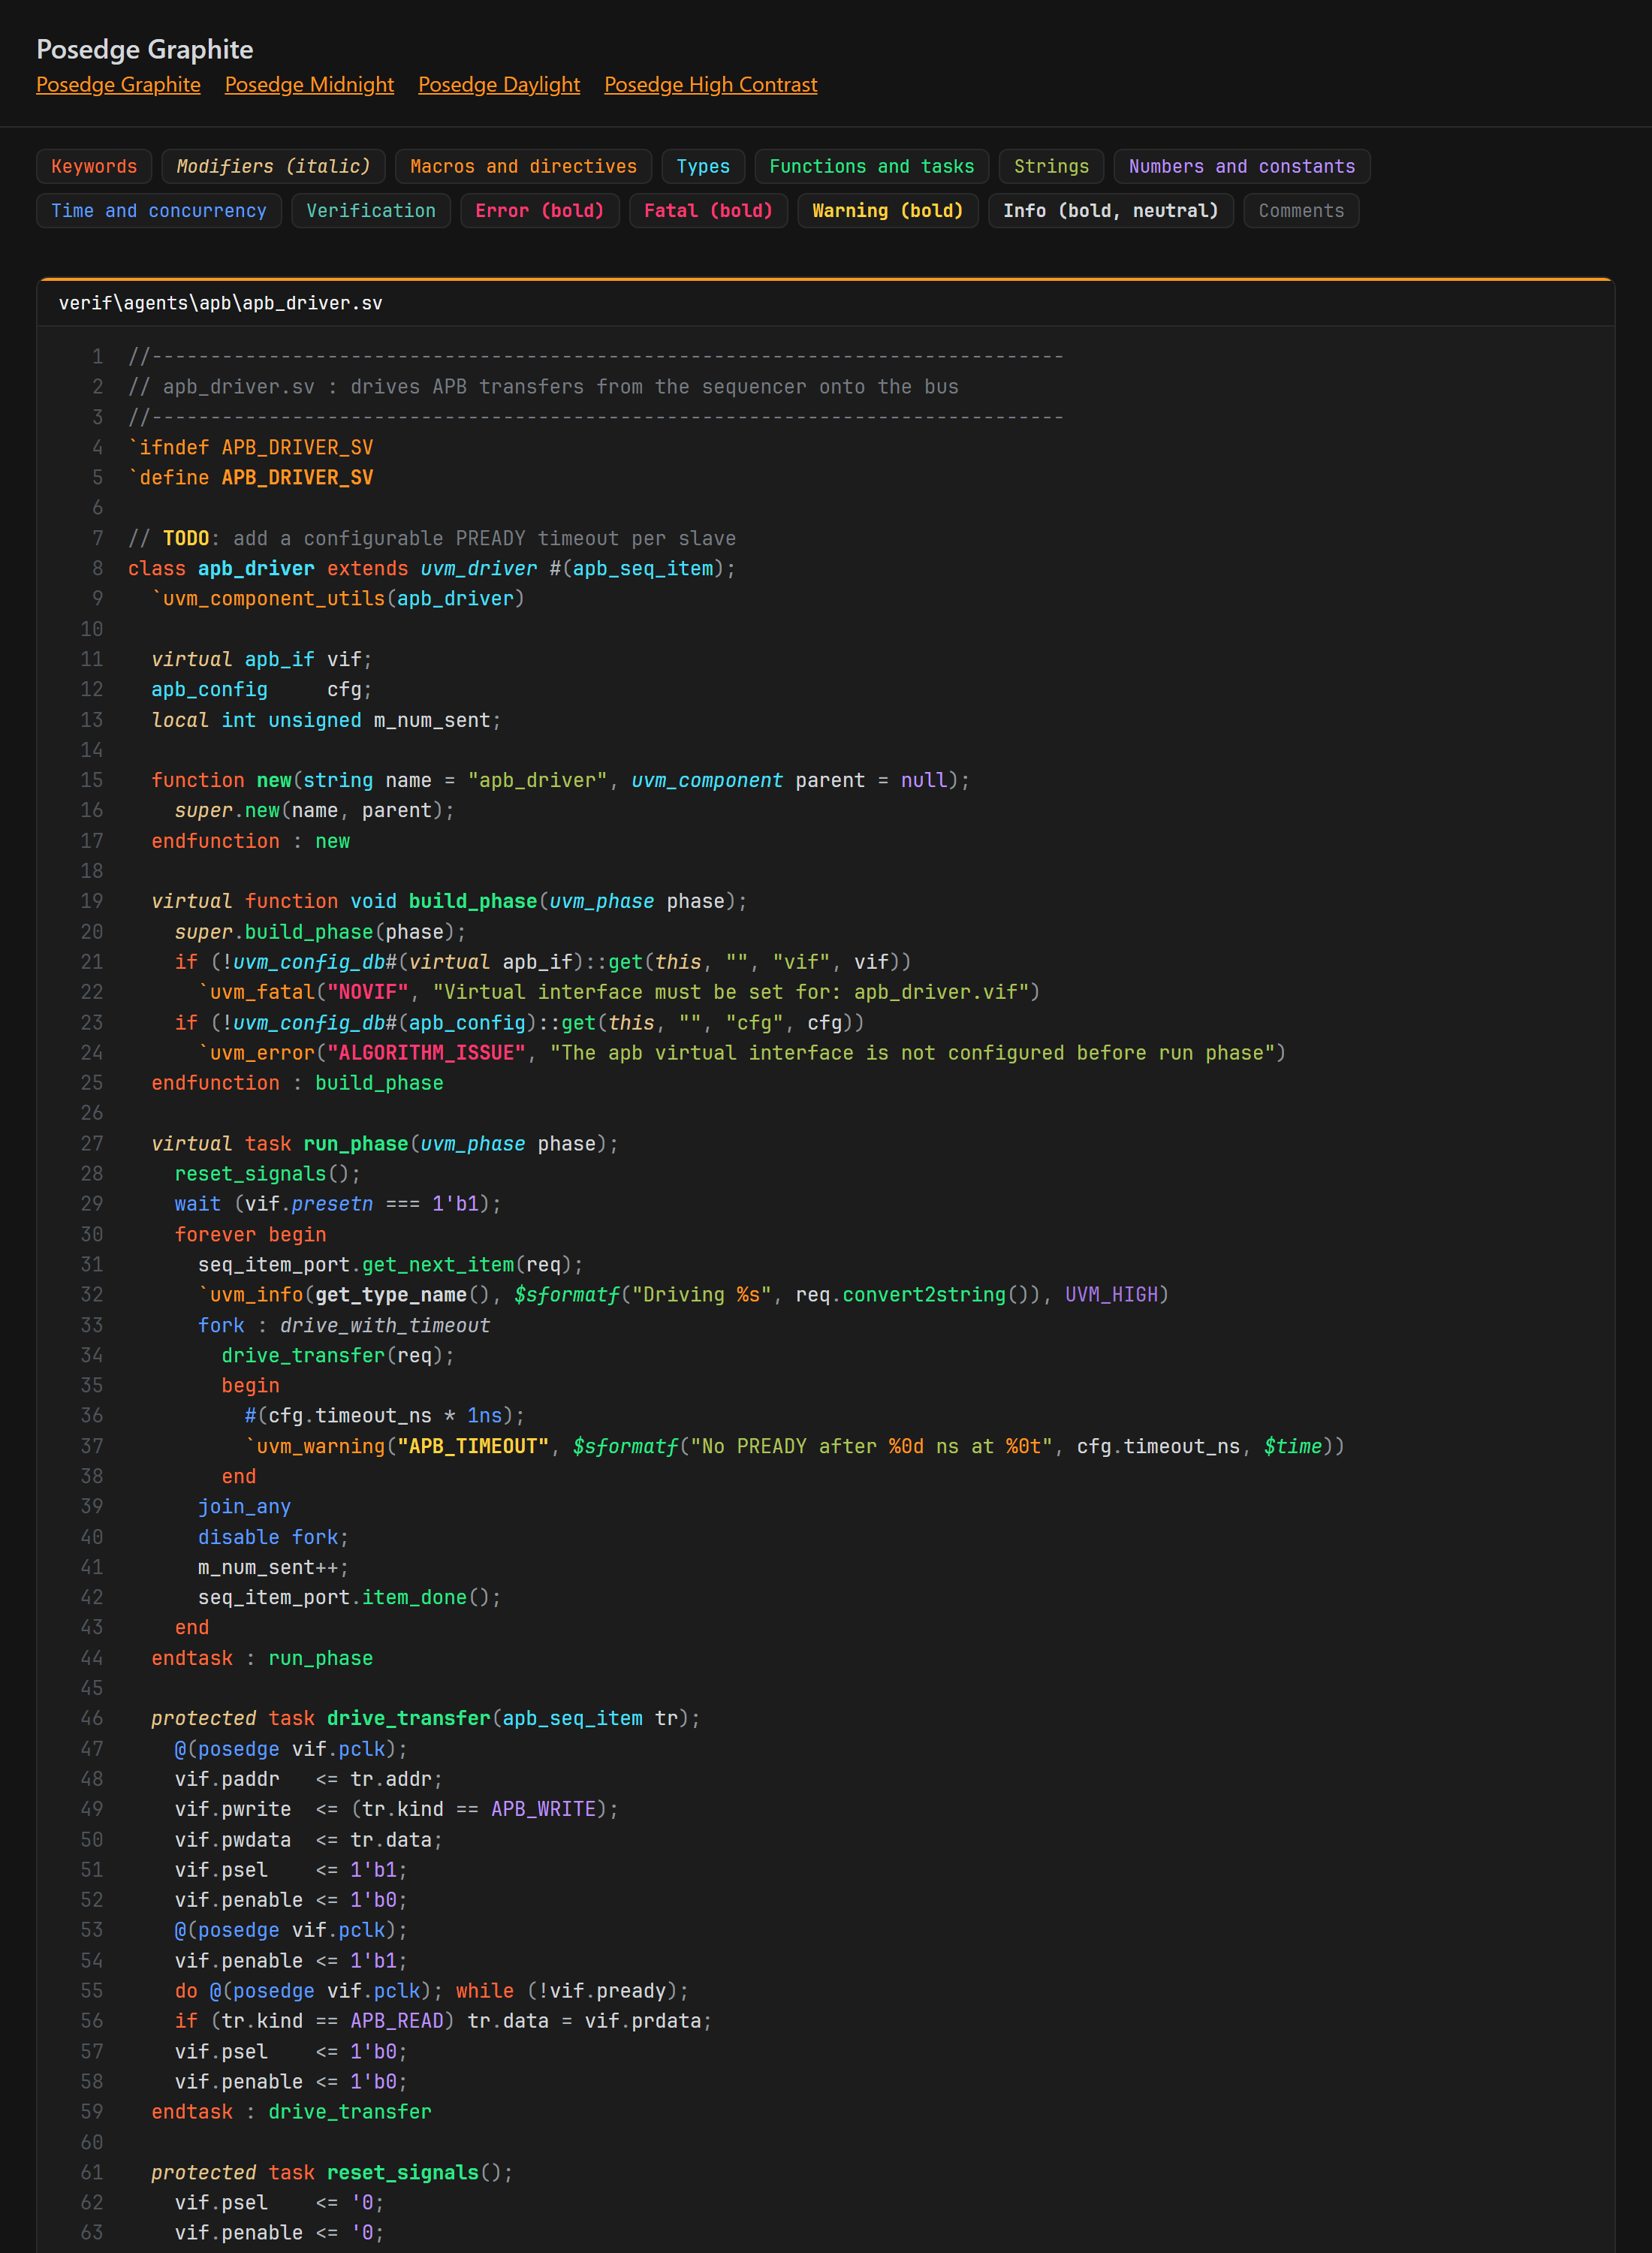 Posedge Graphite
Posedge Graphite Posedge Midnight Posedge Daylight Posedge High Contrast
Keywords Modifiers (italic) Macros and directives Types Functions and tasks Strings Numbers and constants
Time and concurrency Verification Error (bold) Fatal (bold) Warning (bold) Info (bold, neutral) Comments
verif\agents\apb\apb_driver.sv
1 //------------------------------------------------------------------------------
2 // apb_driver.sv : drives APB transfers from the sequencer onto the bus
3 //------------------------------------------------------------------------------
4 `ifndef APB_DRIVER_SV
5 `define APB_DRIVER_SV
6
7 // TODO: add a configurable PREADY timeout per slave
8 class apb_driver extends uvm_driver #(apb_seq_item);
9   `uvm_component_utils(apb_driver)
10
11   virtual apb_if vif;
12   apb_config     cfg;
13   local int unsigned m_num_sent;
14
15   function new(string name = "apb_driver", uvm_component parent = null);
16     super.new(name, parent);
17   endfunction : new
18
19   virtual function void build_phase(uvm_phase phase);
20     super.build_phase(phase);
21     if (!uvm_config_db#(virtual apb_if)::get(this, "", "vif", vif))
22       `uvm_fatal("NOVIF", "Virtual interface must be set for: apb_driver.vif")
23     if (!uvm_config_db#(apb_config)::get(this, "", "cfg", cfg))
24       `uvm_error("ALGORITHM_ISSUE", "The apb virtual interface is not configured before run phase")
25   endfunction : build_phase
26
27   virtual task run_phase(uvm_phase phase);
28     reset_signals();
29     wait (vif.presetn === 1'b1);
30     forever begin
31       seq_item_port.get_next_item(req);
32       `uvm_info(get_type_name(), $sformatf("Driving %s", req.convert2string()), UVM_HIGH)
33       fork : drive_with_timeout
34         drive_transfer(req);
35         begin
36           #(cfg.timeout_ns * 1ns);
37           `uvm_warning("APB_TIMEOUT", $sformatf("No PREADY after %0d ns at %0t", cfg.timeout_ns, $time))
38         end
39       join_any
40       disable fork;
41       m_num_sent++;
42       seq_item_port.item_done();
43     end
44   endtask : run_phase
45
46   protected task drive_transfer(apb_seq_item tr);
47     @(posedge vif.pclk);
48     vif.paddr   <= tr.addr;
49     vif.pwrite  <= (tr.kind == APB_WRITE);
50     vif.pwdata  <= tr.data;
51     vif.psel    <= 1'b1;
52     vif.penable <= 1'b0;
53     @(posedge vif.pclk);
54     vif.penable <= 1'b1;
55     do @(posedge vif.pclk); while (!vif.pready);
56     if (tr.kind == APB_READ) tr.data = vif.prdata;
57     vif.psel    <= 1'b0;
58     vif.penable <= 1'b0;
59   endtask : drive_transfer
60
61   protected task reset_signals();
62     vif.psel    <= '0;
63     vif.penable <= '0;